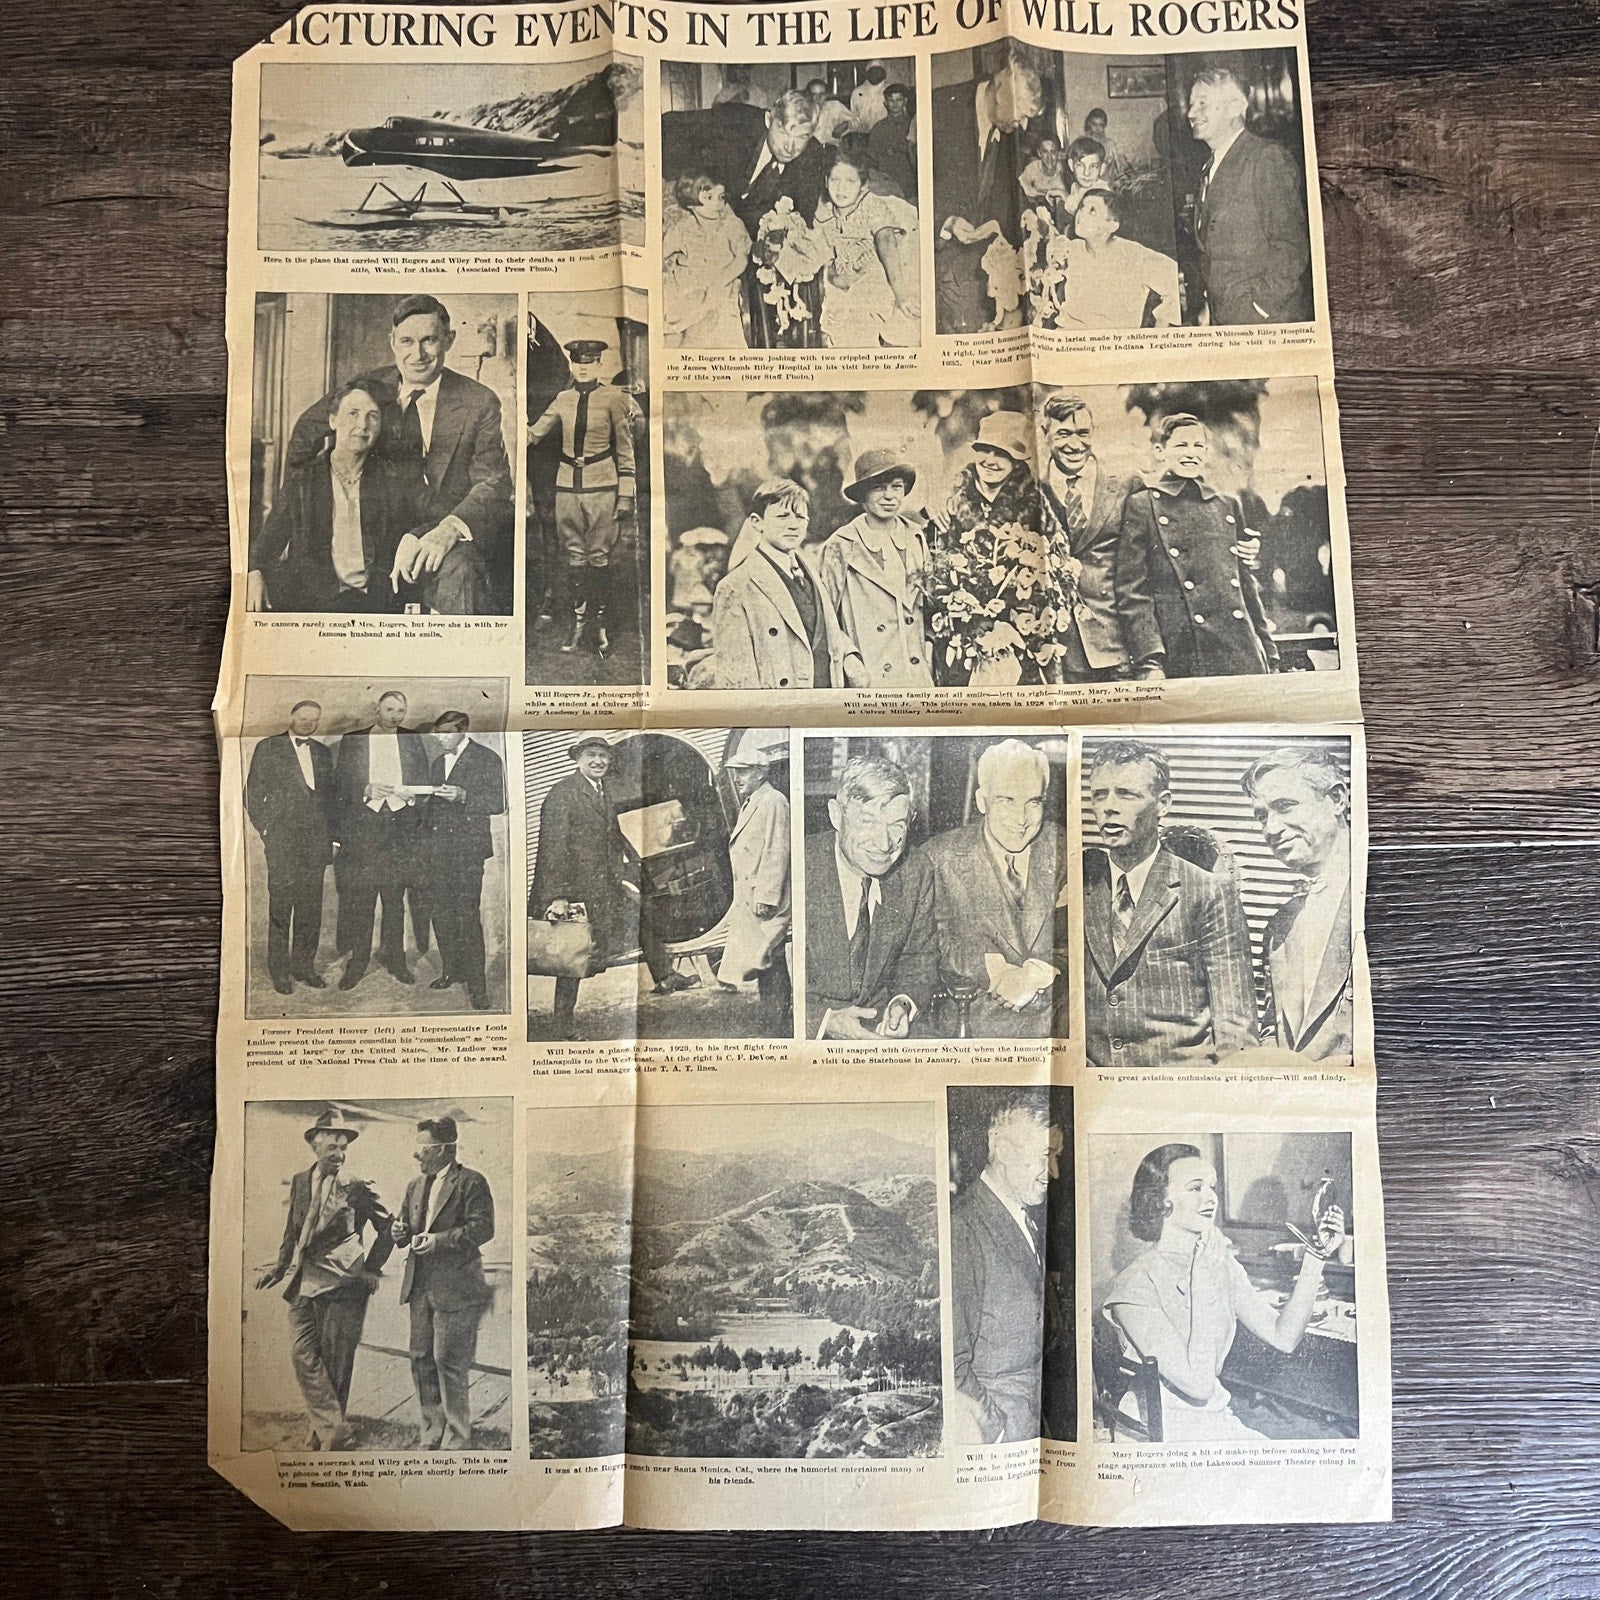 PICTURING EVENTS IN THE LIFE OF WILL ROGERS
Here is the plane that carried Will Rogers and Wiley Post to their deaths as it took off from Se-
attle, Wash., for Alaska. (Associated Press Photo.)
Mr. Rogers is shown joshing with two crippled patients of
the James Whitcomb Riley Hospital in his visit here in Janu-
ary of this year. (Star Staff Photo.)
The noted humorist receives a lariat made by children of the James Whitcomb Riley Hospital.
At right, he was snapped while addressing the Indiana Legislature during his visit in January,
1935. (Star Staff Photo.)
The camera rarely caught Mrs. Rogers, but here she is with her
famous husband and his smile.
Will Rogers Jr., photographed
while a student at Culver Mili-
tary Academy in 1928.
The famous family and all smiles—left to right—Jimmy, Mary, Mrs. Rogers,
Will and Will Jr. This picture was taken in 1928 when Will Jr. was a student
at Culver Military Academy.
Former President Hoover (left) and Representative Louis
Ludlow present the famous comedian his "commission" as "con-
gressman at large" for the United States. Mr. Ludlow was
president of the National Press Club at the time of the award.
Will boards a plane in June, 1929, in his first flight from
Indianapolis to the West coast. At the right is C. F. DeVoe, at
that time local manager of the T. A. T. lines.
Will snapped with Governor McNutt when the humorist paid
a visit to the Statehouse in January. (Star Staff Photo.)
Two great aviation enthusiasts get together—Will and Lindy.
makes a wisecrack and Wiley gets a laugh. This is one
st photos of the flying pair, taken shortly before their
from Seattle, Wash.
It was at the Rogers ranch near Santa Monica, Cal., where the humorist entertained many of
his friends.
Will is caught in another
pose as he draws laughs from
the Indiana Legislature.
Mary Rogers doing a bit of make-up before making her first
stage appearance with the Lakewood Summer Theater colony in
Maine.